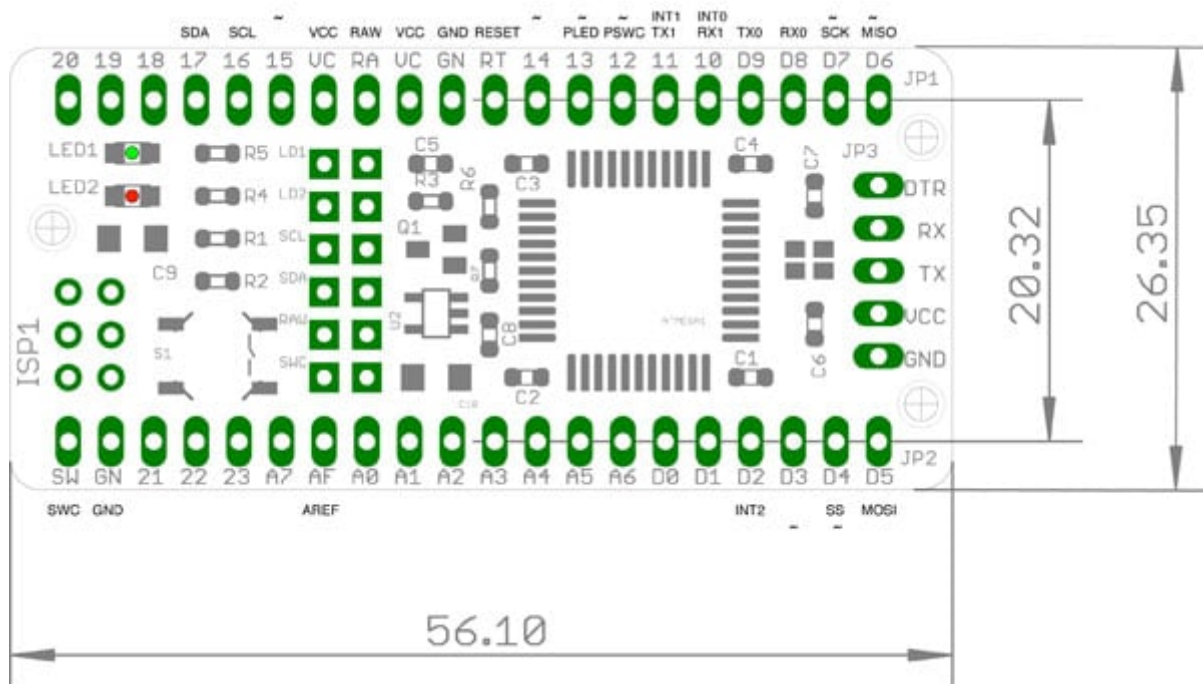 ~ ~ ~ ~ INT1 INT0 ~ ~
SDA SCL VCC RAW VCC GND RESET PLED PSWC TX1 RX1 TX0 RX0 SCK MISO
20 19 18 17 16 15 VC RA VC GN RT 14 13 12 11 10 D9 D8 D7 D6 JP1
LED1 R5 LD1 C5 C3 C4 C7 JP3
LED2 R4 LD2 R3 R6 DTR
R1 SCL Q1 RX
C9 R2 SDA TX
ISP1 S1 RAW U2 C8 VCC
SWC C1 C6 GND
C2
SW GN 21 22 23 A7 AF A0 A1 A2 A3 A4 A5 A6 D0 D1 D2 D3 D4 D5 JP2
SWC GND AREF INT2 ~ SS MOSI
~
20.32
26.35
56.10